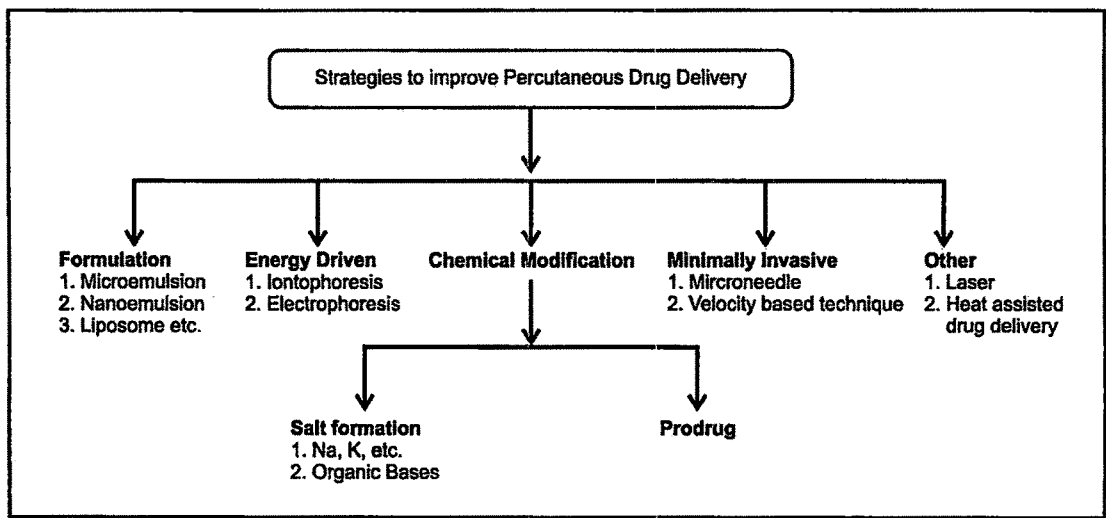 Strategies to improve Percutaneous Drug Delivery
Formulation
1. Microemulsion
2. Nanoemulsion
3. Liposome etc.
Energy Driven
1. Iontophoresis
2. Electrophoresis
Chemical Modification
Minimally Invasive
1. Mircroneedle
2. Velocity based technique
Other
1. Laser
2. Heat assisted
drug delivery
Salt formation
1. Na, K, etc.
2. Organic Bases
Prodrug